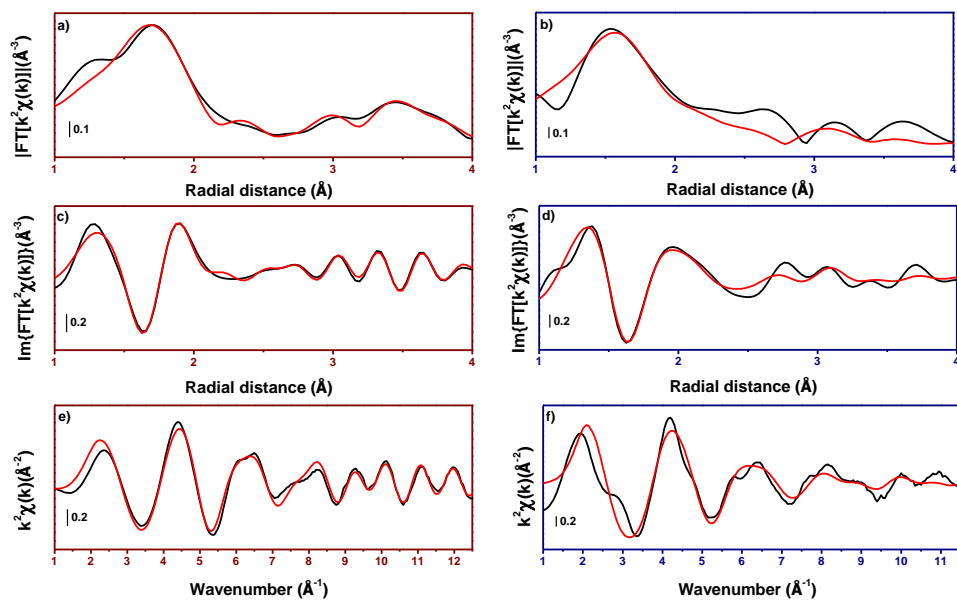 a)
|FT[k²χ(k)]|(Å⁻³)
0.1
1 2 3 4
Radial distance (Å)
b)
|FT[k²χ(k)]|(Å⁻³)
0.1
1 2 3 4
Radial distance (Å)
c)
Im{FT[k²χ(k)]}(Å⁻³)
0.2
1 2 3 4
Radial distance (Å)
d)
Im{FT[k²χ(k)]}(Å⁻³)
0.2
1 2 3 4
Radial distance (Å)
e)
k²χ(k)(Å⁻²)
0.2
1 2 3 4 5 6 7 8 9 10 11 12
Wavenumber (Å⁻¹)
f)
k²χ(k)(Å⁻²)
0.2
1 2 3 4 5 6 7 8 9 10 11
Wavenumber (Å⁻¹)